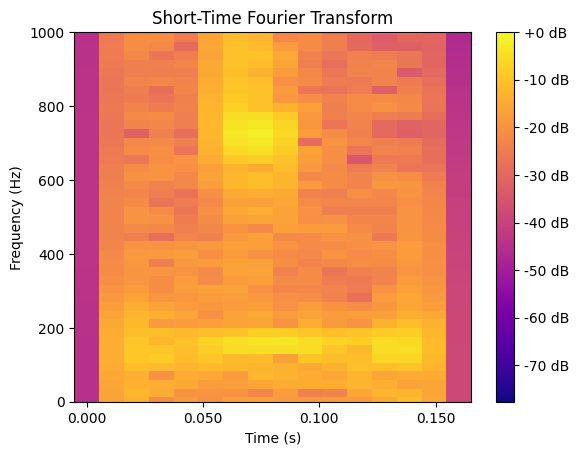 Short-Time Fourier Transform
1000
800
600
400
200
0
Frequency (Hz)
0.000
0.050
0.100
0.150
Time (s)
+0 dB
-10 dB
-20 dB
-30 dB
-40 dB
-50 dB
-60 dB
-70 dB